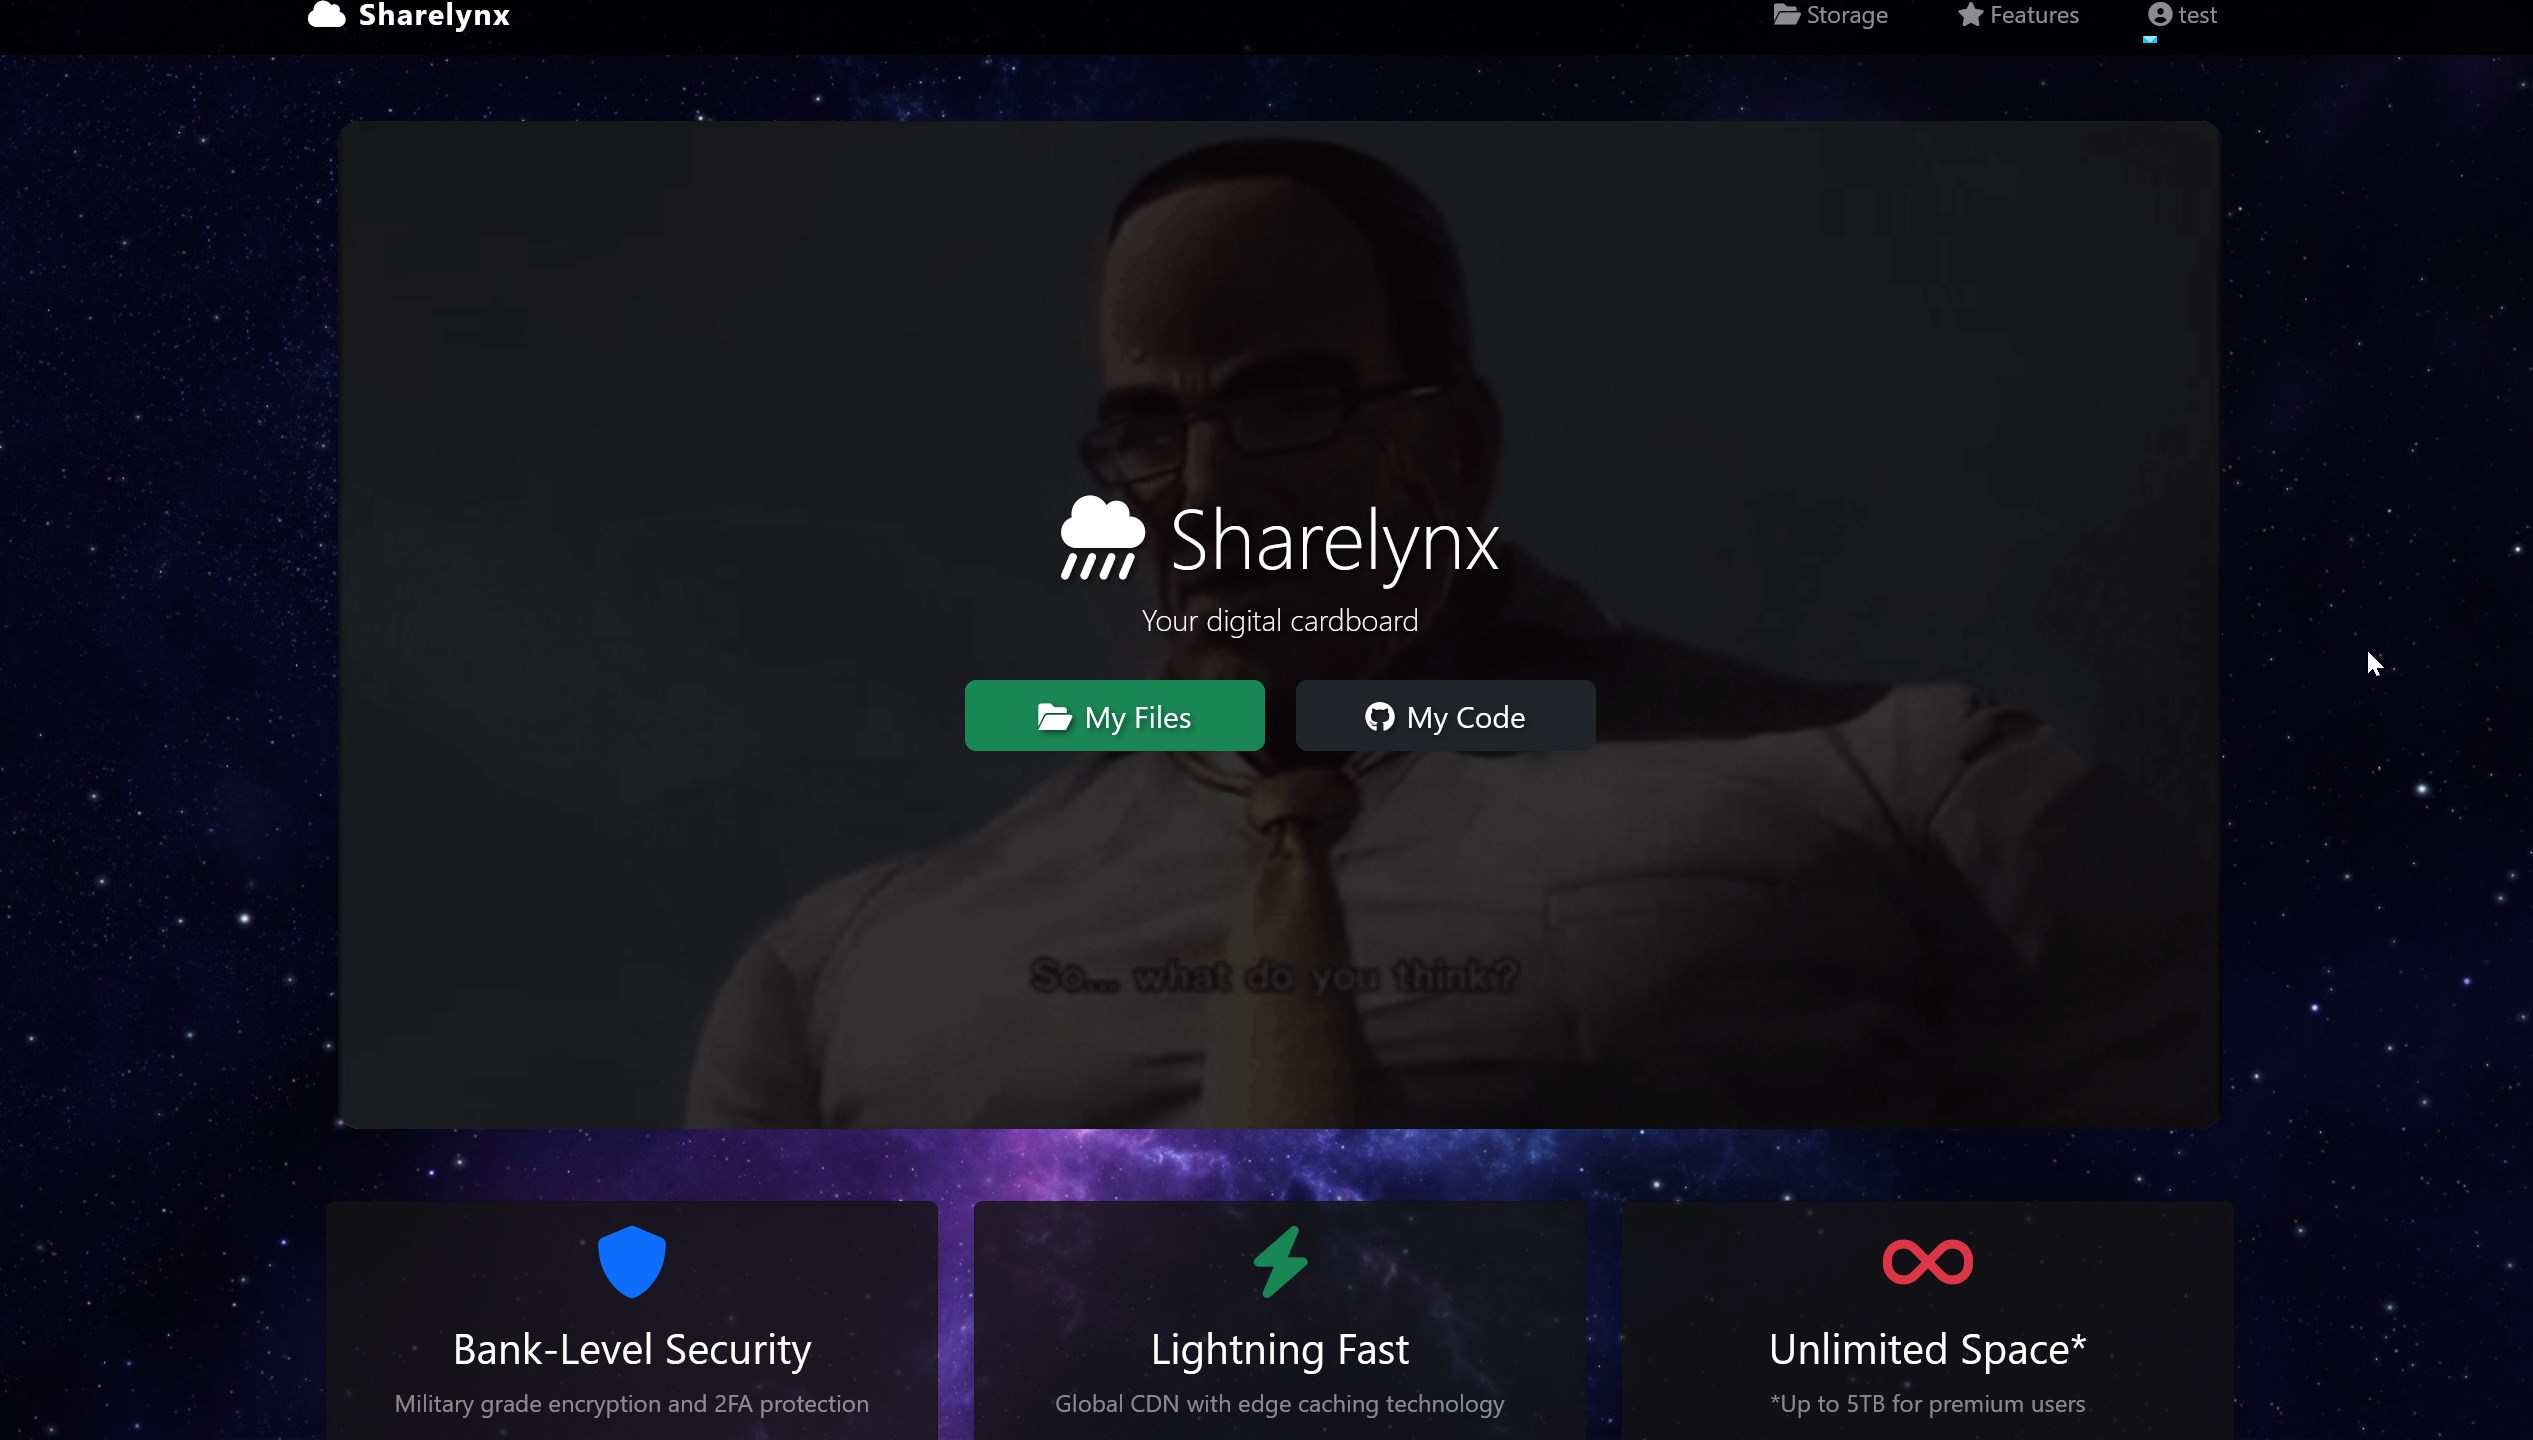 Sharelynx
Storage
Features
test
Sharelynx
Your digital cardboard
My Files
My Code
So... what do you think?
Bank-Level Security
Military grade encryption and 2FA protection
Lightning Fast
Global CDN with edge caching technology
Unlimited Space*
*Up to 5TB for premium users